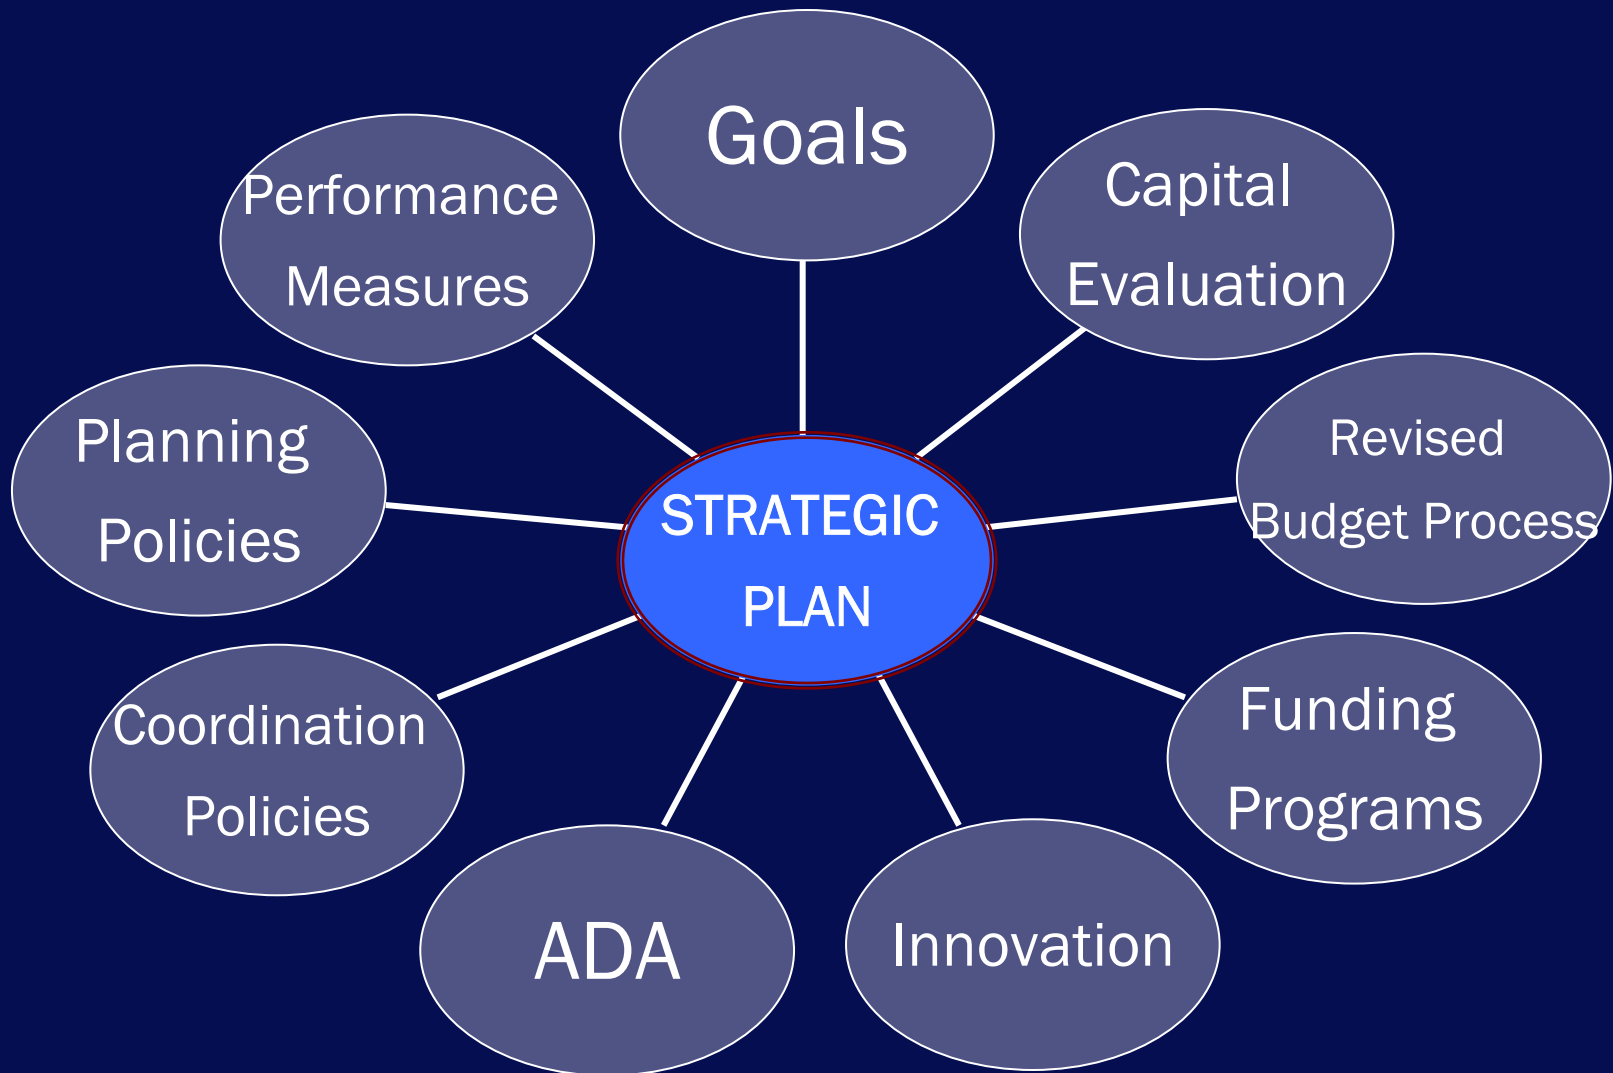 Goals
Performance
Measures
Capital
Evaluation
Planning
Policies
Revised
Budget Process
STRATEGIC
PLAN
Coordination
Policies
Funding
Programs
ADA
Innovation